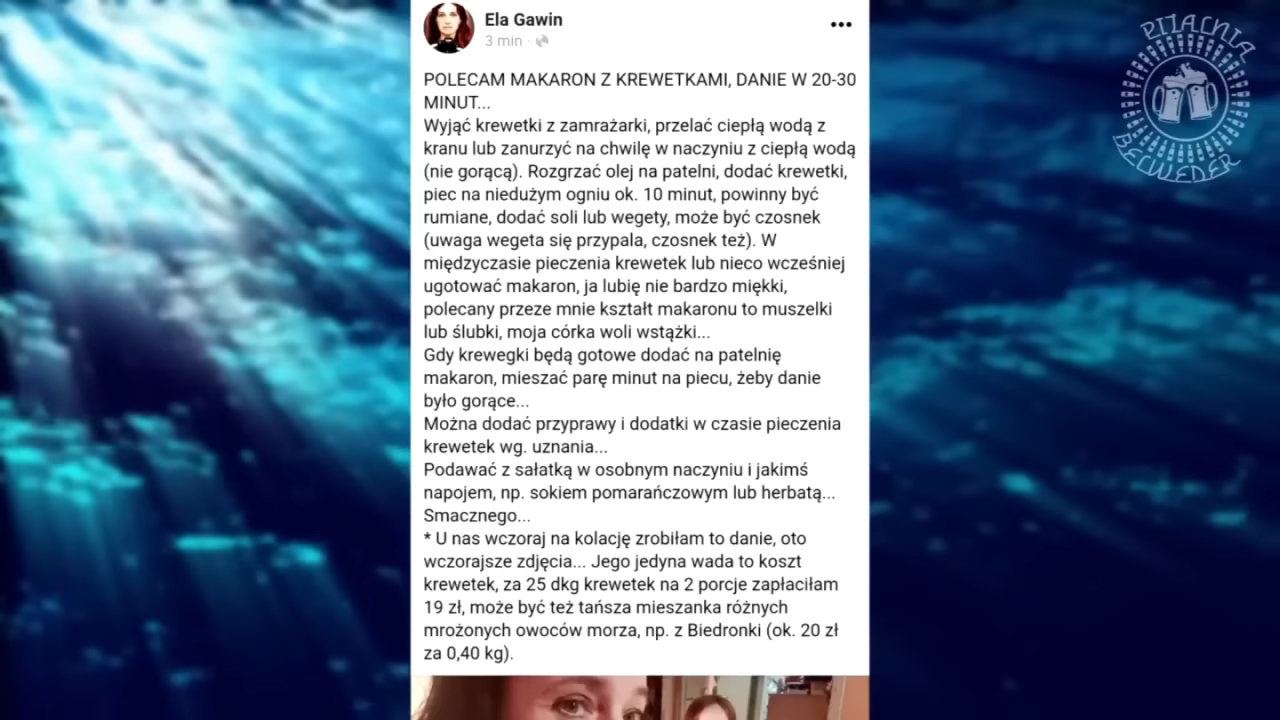 Ela Gawin
3 min ·
POLECAM MAKARON Z KREWETKAMI, DANIE W 20-30
MINUT...
Wyjąć krewetki z zamrażarki, przelać ciepłą wodą z
kranu lub zanurzyć na chwilę w naczyniu z ciepłą wodą
(nie gorącą). Rozgrzać olej na patelni, dodać krewetki,
piec na niedużym ogniu ok. 10 minut, powinny być
rumiane, dodać soli lub wegety, może być czosnek
(uwaga wegeta się przypala, czosnek też). W
międzyczasie pieczenia krewetek lub nieco wcześniej
ugotować makaron, ja lubię nie bardzo miękki,
polecany przeze mnie kształt makaronu to muszelki
lub ślubki, moja córka woli wstążki...
Gdy krewegki będą gotowe dodać na patelnię
makaron, mieszać parę minut na piecu, żeby danie
było gorące...
Można dodać przyprawy i dodatki w czasie pieczenia
krewetek wg. uznania...
Podawać z sałatką w osobnym naczyniu i jakimś
napojem, np. sokiem pomarańczowym lub herbatą...
Smacznego...
* U nas wczoraj na kolację zrobiłam to danie, oto
wczorajsze zdjęcia... Jego jedyna wada to koszt
krewetek, za 25 dkg krewetek na 2 porcje zapłaciłam
19 zł, może być też tańsza mieszanka różnych
mrożonych owoców morza, np. z Biedronki (ok. 20 zł
za 0,40 kg).
PIJALNIA
BELWEDER